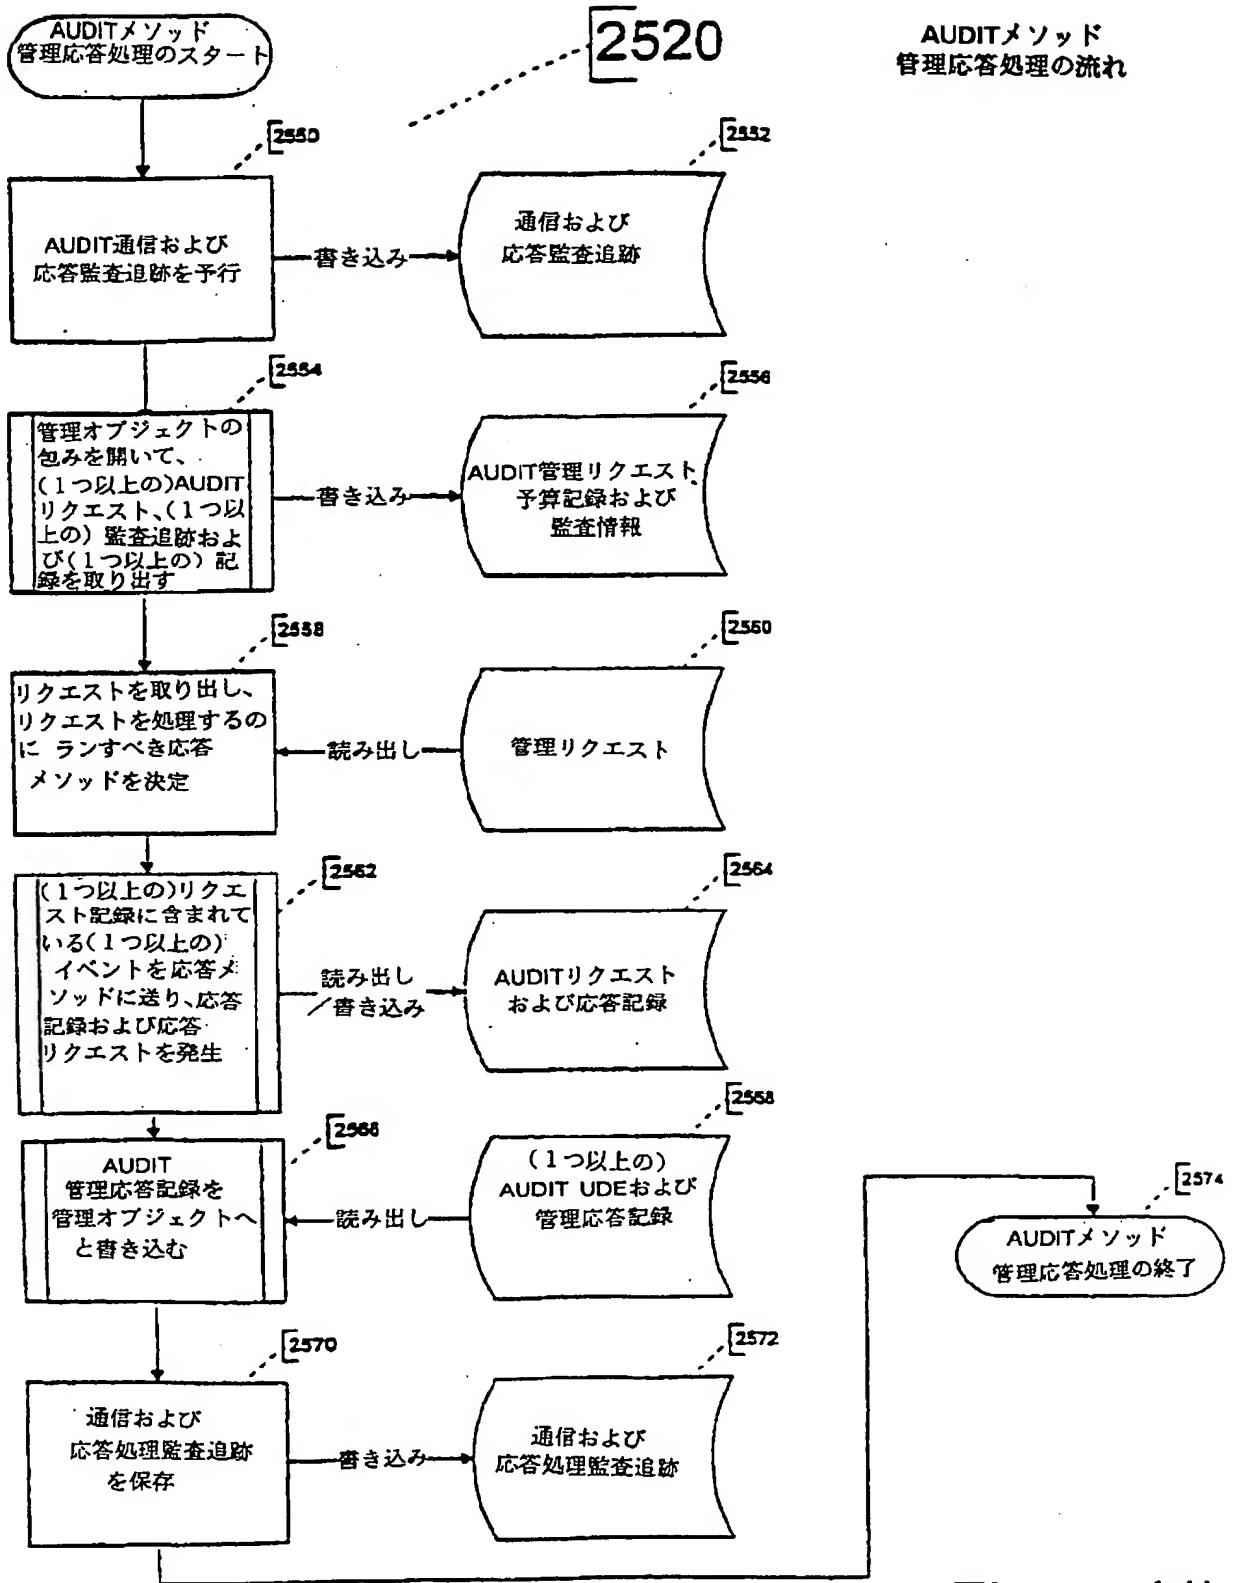 AUDITメソッド
管理応答処理のスタート
2520
AUDITメソッド
管理応答処理の流れ
2550
AUDIT通信および
応答監査追跡を予行
書き込み
2552
通信および
応答監査追跡
2554
管理オブジェクトの
包みを開いて、
(1つ以上の)AUDIT
リクエスト、(1つ以
上の) 監査追跡およ
び(1つ以上の) 記
録を取り出す
書き込み
2556
AUDIT管理リクエスト、
予算記録および
監査情報
2558
リクエストを取り出し、
リクエストを処理するの
に ランすべき応答
メソッドを決定
読み出し
2560
管理リクエスト
2562
(1つ以上の)リクエ
スト記録に含まれて
いる(1つ以上の)
イベントを応答メ
ソッドに送り、応答
記録および応答
リクエストを発生
読み出し
／書き込み
2564
AUDITリクエスト
および応答記録
2566
AUDIT
管理応答記録を
管理オブジェクトへ
と書き込む
読み出し
2568
(1つ以上の)
AUDIT UDEおよび
管理応答記録
2570
通信および
応答処理監査追跡
を保存
書き込み
2572
通信および
応答処理監査追跡
2574
AUDITメソッド
管理応答処理の終了